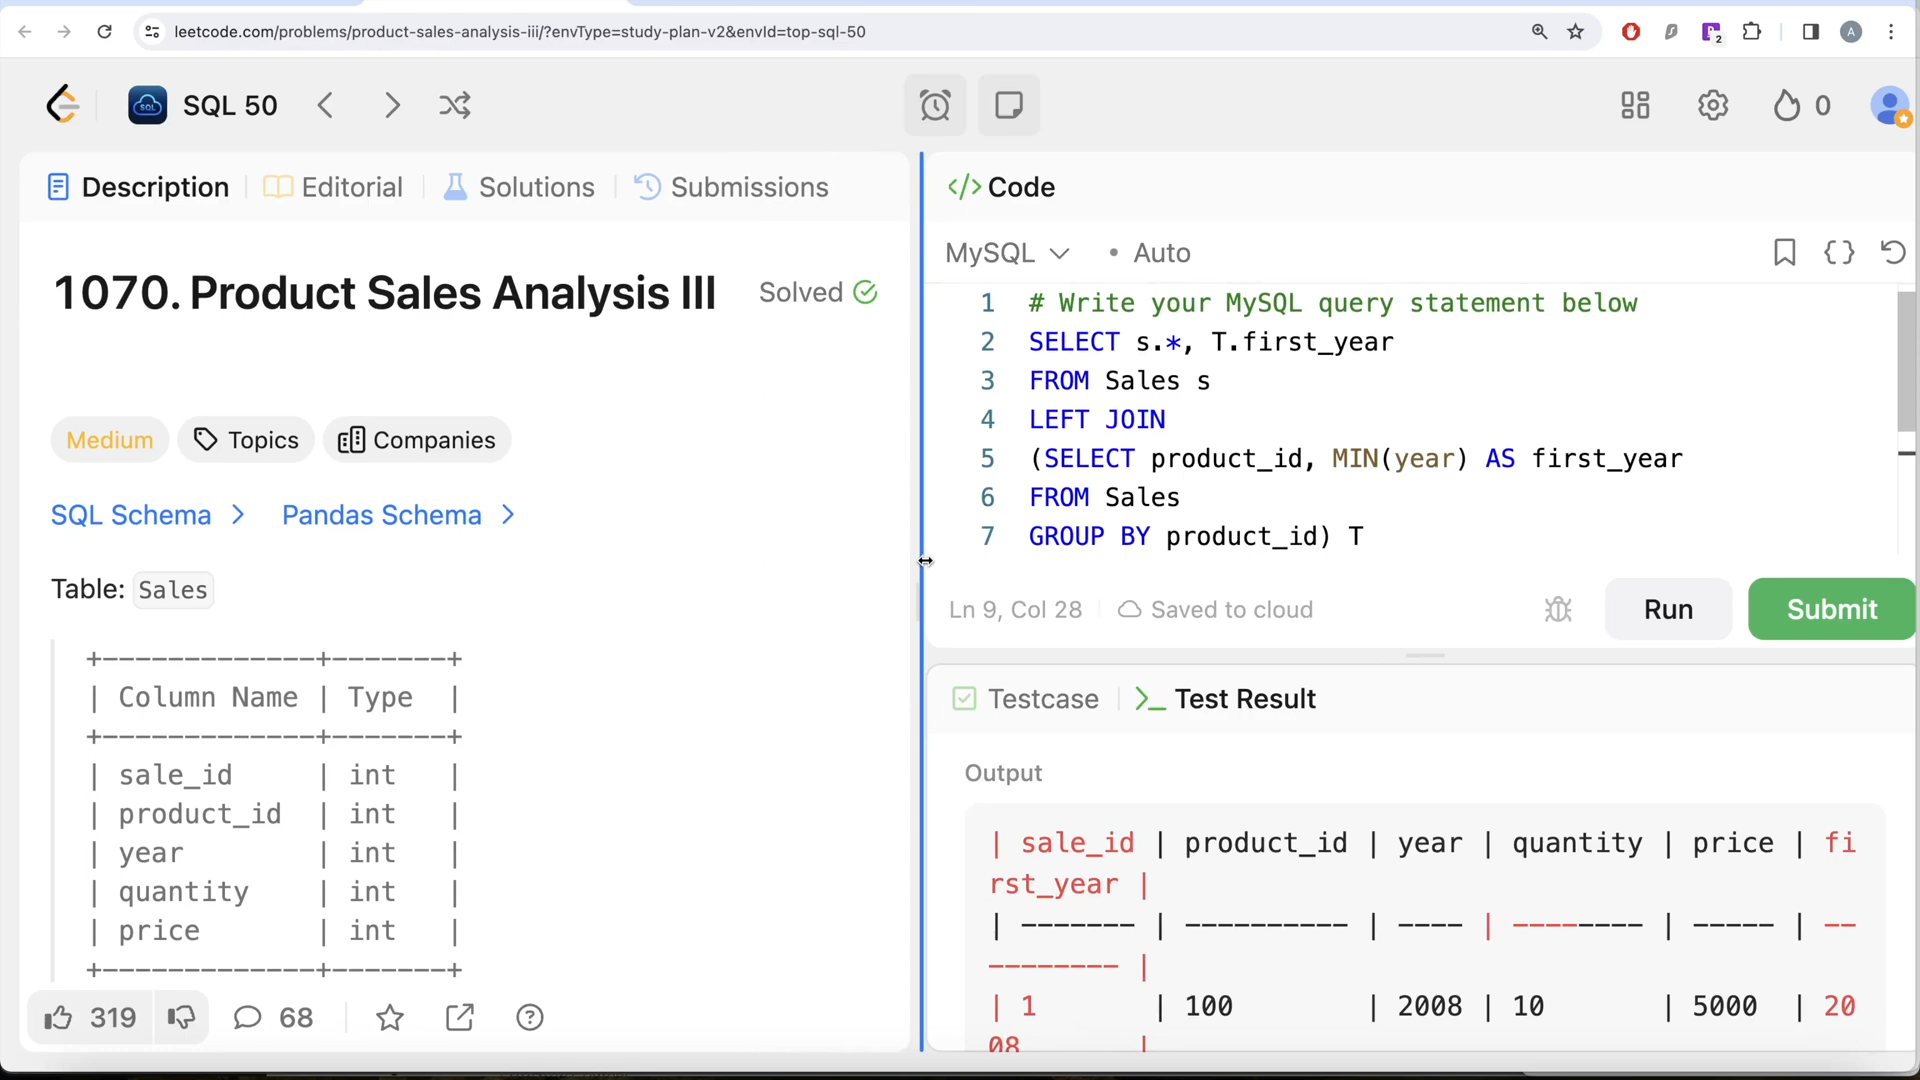 leetcode.com/problems/product-sales-analysis-iii/?envType=study-plan-v2&envId=top-sql-50
2
A
SQL
SQL 50
0
Description
Editorial
Solutions
Submissions
</> Code
MySQL
• Auto
1070. Product Sales Analysis III
Solved
1 # Write your MySQL query statement below
2 SELECT s.*, T.first_year
3 FROM Sales s
4 LEFT JOIN
5 (SELECT product_id, MIN(year) AS first_year
6 FROM Sales
7 GROUP BY product_id) T
Medium
Topics
Companies
SQL Schema >
Pandas Schema >
Table: Sales
Ln 9, Col 28
Saved to cloud
Run
Submit
+-------------+-------+
| Column Name | Type  |
+-------------+-------+
| sale_id     | int   |
| product_id  | int   |
| year        | int   |
| quantity    | int   |
| price       | int   |
+-------------+-------+
Testcase
>_ Test Result
Output
| sale_id | product_id | year | quantity | price | fi
rst_year |
| ------- | ---------- | ---- | -------- | ----- | --
-------- |
| 1       | 100        | 2008 | 10       | 5000  | 20
08       |
319
68